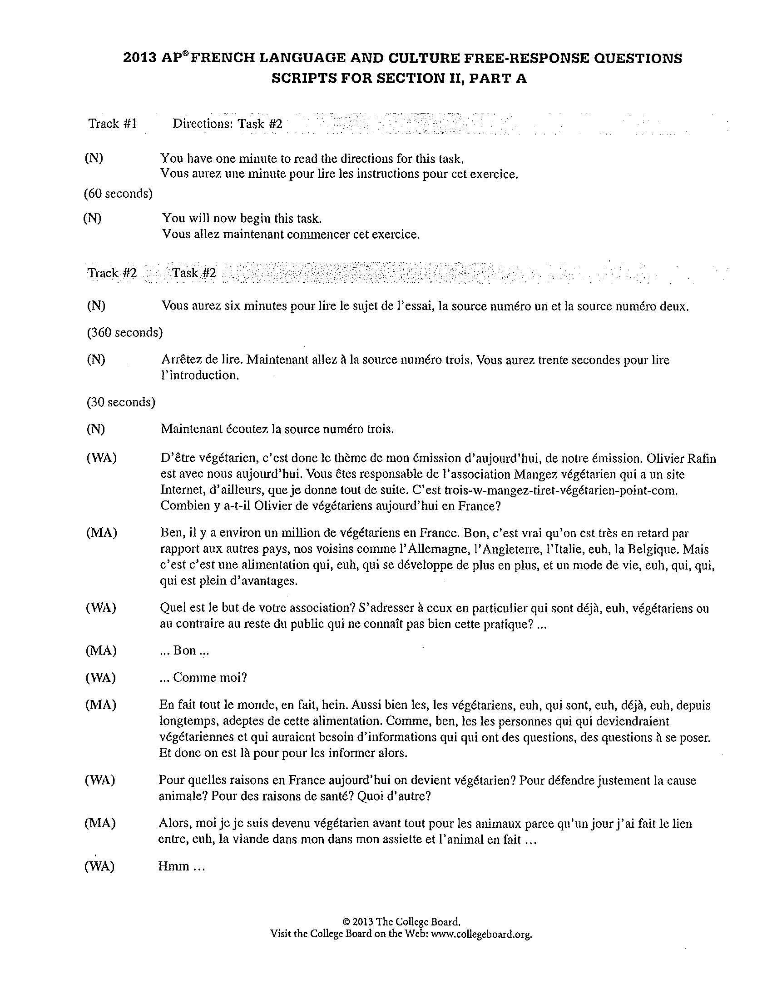 2013 AP® FRENCH LANGUAGE AND CULTURE FREE-RESPONSE QUESTIONS
SCRIPTS FOR SECTION II, PART A
Track #1 Directions: Task #2
(N) You have one minute to read the directions for this task.
Vous aurez une minute pour lire les instructions pour cet exercice.
(60 seconds)
(N) You will now begin this task.
Vous allez maintenant commencer cet exercice.
Track #2 Task #2
(N) Vous aurez six minutes pour lire le sujet de l'essai, la source numéro un et la source numéro deux.
(360 seconds)
(N) Arrêtez de lire. Maintenant allez à la source numéro trois. Vous aurez trente secondes pour lire
l'introduction.
(30 seconds)
(N) Maintenant écoutez la source numéro trois.
(WA) D'être végétarien, c'est donc le thème de mon émission d'aujourd'hui, de notre émission. Olivier Rafin
est avec nous aujourd'hui. Vous êtes responsable de l'association Mangez végétarien qui a un site
Internet, d'ailleurs, que je donne tout de suite. C'est trois-w-mangez-tiret-végétarien-point-com.
Combien y a-t-il Olivier de végétariens aujourd'hui en France?
(MA) Ben, il y a environ un million de végétariens en France. Bon, c'est vrai qu'on est très en retard par
rapport aux autres pays, nos voisins comme l'Allemagne, l'Angleterre, l'Italie, euh, la Belgique. Mais
c'est c'est une alimentation qui, euh, qui se développe de plus en plus, et un mode de vie, euh, qui, qui,
qui est plein d'avantages.
(WA) Quel est le but de votre association? S'adresser à ceux en particulier qui sont déjà, euh, végétariens ou
au contraire au reste du public qui ne connaît pas bien cette pratique? ...
(MA) ... Bon ...
(WA) ... Comme moi?
(MA) En fait tout le monde, en fait, hein. Aussi bien les, les végétariens, euh, qui sont, euh, déjà, euh, depuis
longtemps, adeptes de cette alimentation. Comme, ben, les les personnes qui qui deviendraient
végétariennes et qui auraient besoin d'informations qui qui ont des questions, des questions à se poser.
Et donc on est là pour pour les informer alors.
(WA) Pour quelles raisons en France aujourd'hui on devient végétarien? Pour défendre justement la cause
animale? Pour des raisons de santé? Quoi d'autre?
(MA) Alors, moi je je suis devenu végétarien avant tout pour les animaux parce qu'un jour j'ai fait le lien
entre, euh, la viande dans mon dans mon assiette et l'animal en fait ...
(WA) Hmm ...
© 2013 The College Board.
Visit the College Board on the Web: www.collegeboard.org.